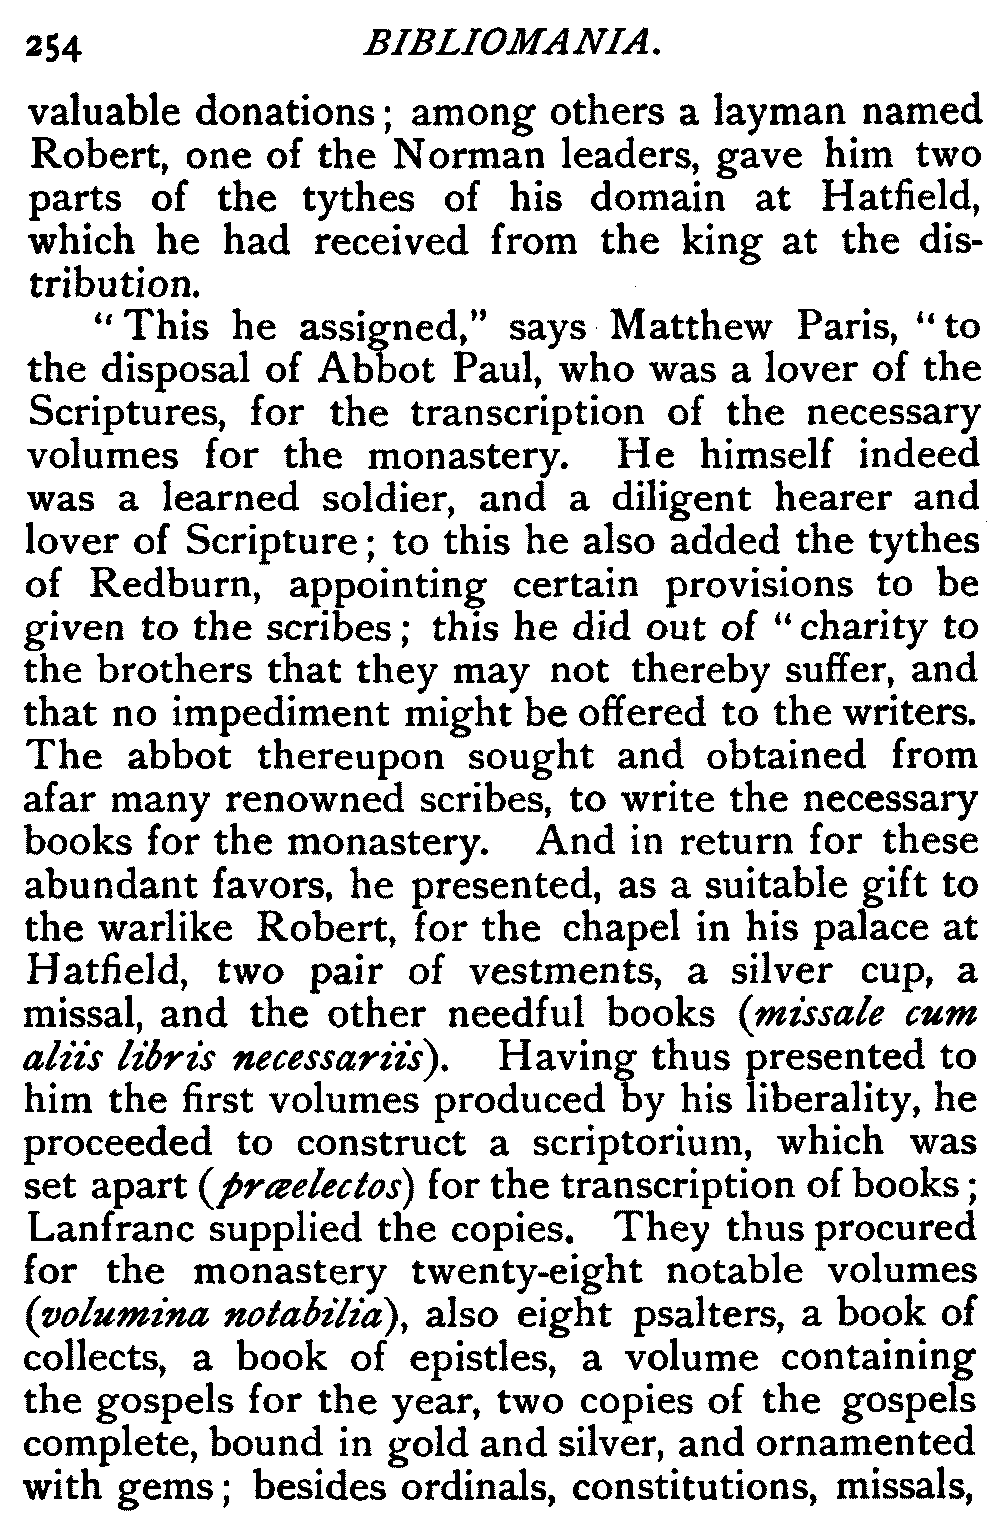 254 BIBLIOMANIA.
valuable donations; among others a layman named
Robert, one of the Norman leaders, gave him two
parts of the tythes of his domain at Hatfield,
which he had received from the king at the dis-
tribution.
"This he assigned," says Matthew Paris, "to
the disposal of Abbot Paul, who was a lover of the
Scriptures, for the transcription of the necessary
volumes for the monastery. He himself indeed
was a learned soldier, and a diligent hearer and
lover of Scripture; to this he also added the tythes
of Redburn, appointing certain provisions to be
given to the scribes; this he did out of "charity to
the brothers that they may not thereby suffer, and
that no impediment might be offered to the writers.
The abbot thereupon sought and obtained from
afar many renowned scribes, to write the necessary
books for the monastery. And in return for these
abundant favors, he presented, as a suitable gift to
the warlike Robert, for the chapel in his palace at
Hatfield, two pair of vestments, a silver cup, a
missal, and the other needful books (missale cum
aliis libris necessariis). Having thus presented to
him the first volumes produced by his liberality, he
proceeded to construct a scriptorium, which was
set apart (præelectos) for the transcription of books;
Lanfranc supplied the copies. They thus procured
for the monastery twenty-eight notable volumes
(volumina notabilia), also eight psalters, a book of
collects, a book of epistles, a volume containing
the gospels for the year, two copies of the gospels
complete, bound in gold and silver, and ornamented
with gems; besides ordinals, constitutions, missals,